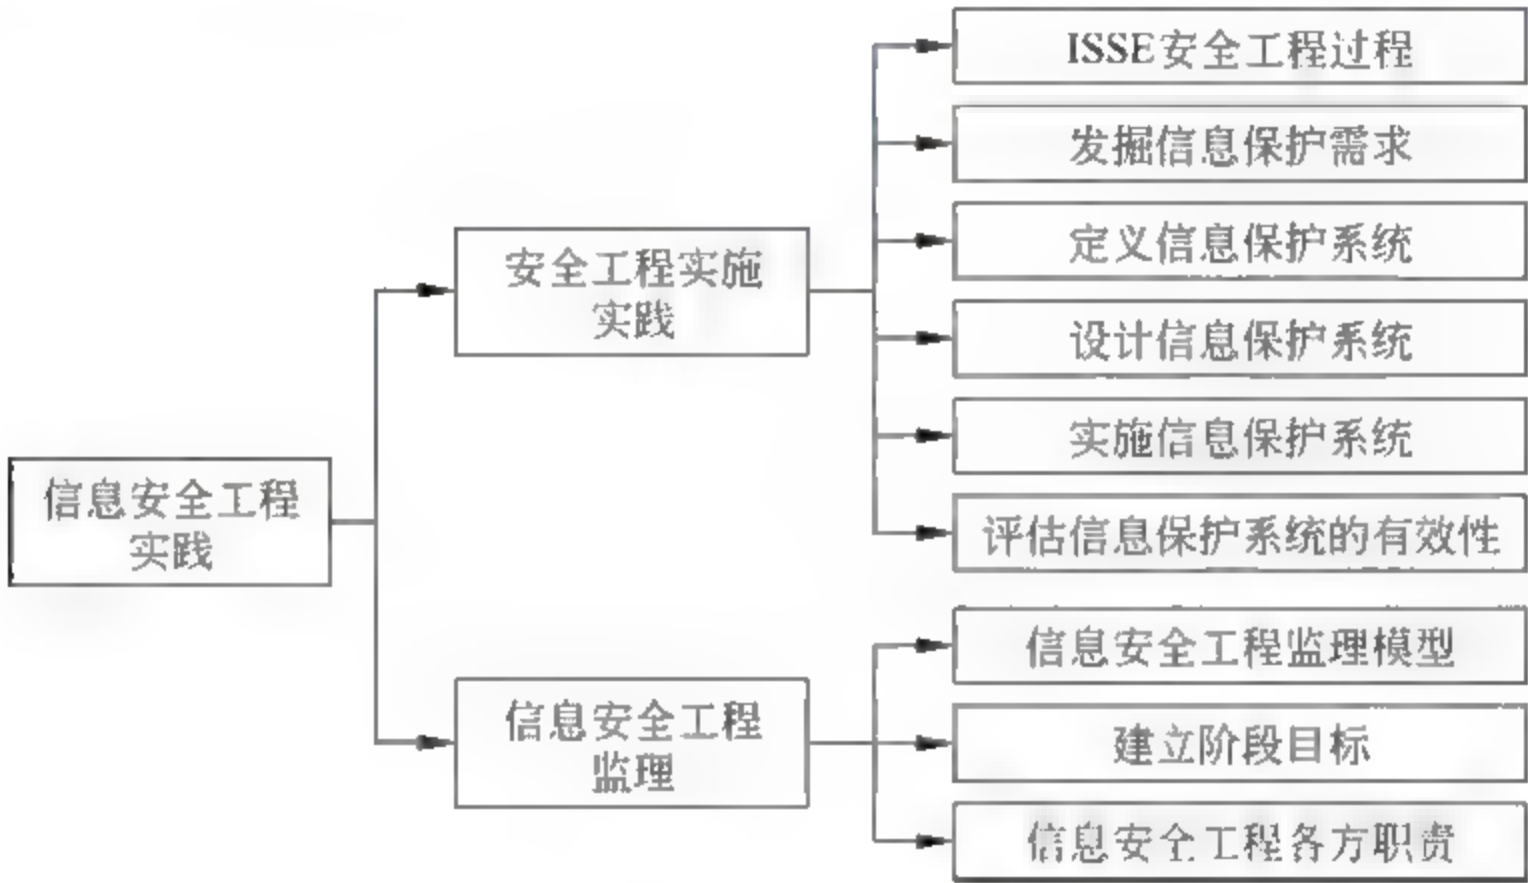 信息安全工程
实践
安全工程实施
实践
ISSE安全工程过程
发掘信息保护需求
定义信息保护系统
设计信息保护系统
实施信息保护系统
评估信息保护系统的有效性
信息安全工程
监理
信息安全工程监理模型
建立阶段目标
信息安全工程各方职责